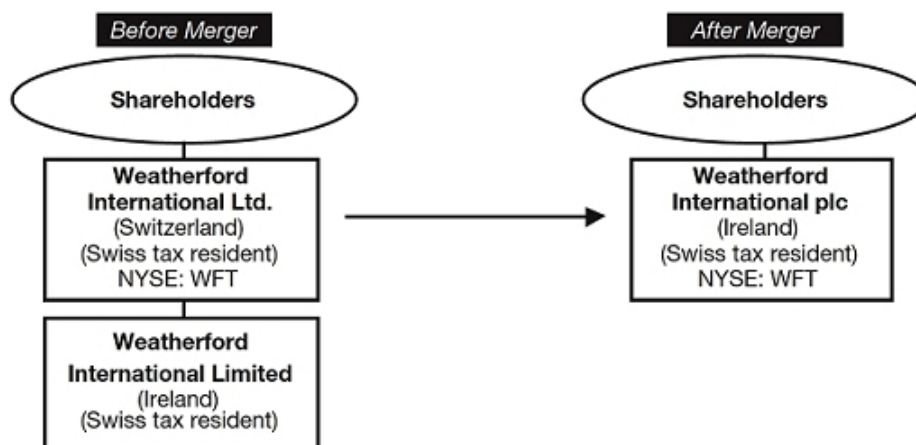 Before Merger
Shareholders
Weatherford
International Ltd.
(Switzerland)
(Swiss tax resident)
NYSE: WFT
Weatherford
International Limited
(Ireland)
(Swiss tax resident)
After Merger
Shareholders
Weatherford
International plc
(Ireland)
(Swiss tax resident)
NYSE: WFT